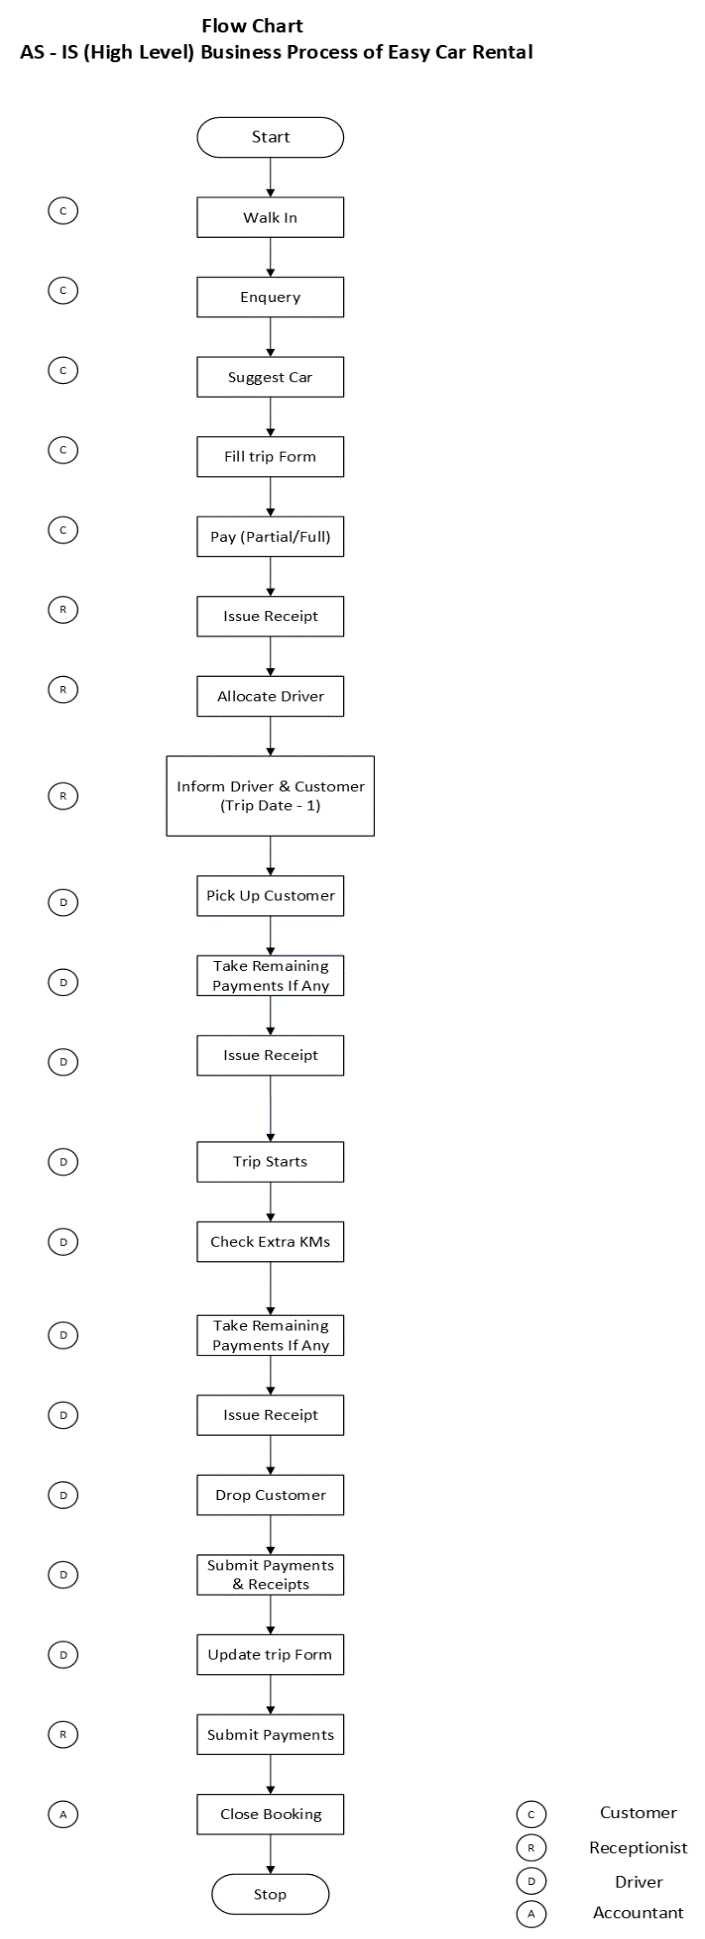 Flow Chart
AS - IS (High Level) Business Process of Easy Car Rental
Start
C
Walk In
C
Enquery
C
Suggest Car
C
Fill trip Form
C
Pay (Partial/Full)
R
Issue Receipt
R
Allocate Driver
R
Inform Driver & Customer
(Trip Date - 1)
D
Pick Up Customer
D
Take Remaining
Payments If Any
D
Issue Receipt
D
Trip Starts
D
Check Extra KMs
D
Take Remaining
Payments If Any
D
Issue Receipt
D
Drop Customer
D
Submit Payments
& Receipts
D
Update trip Form
R
Submit Payments
A
Close Booking
Stop
C Customer
R Receptionist
D Driver
A Accountant